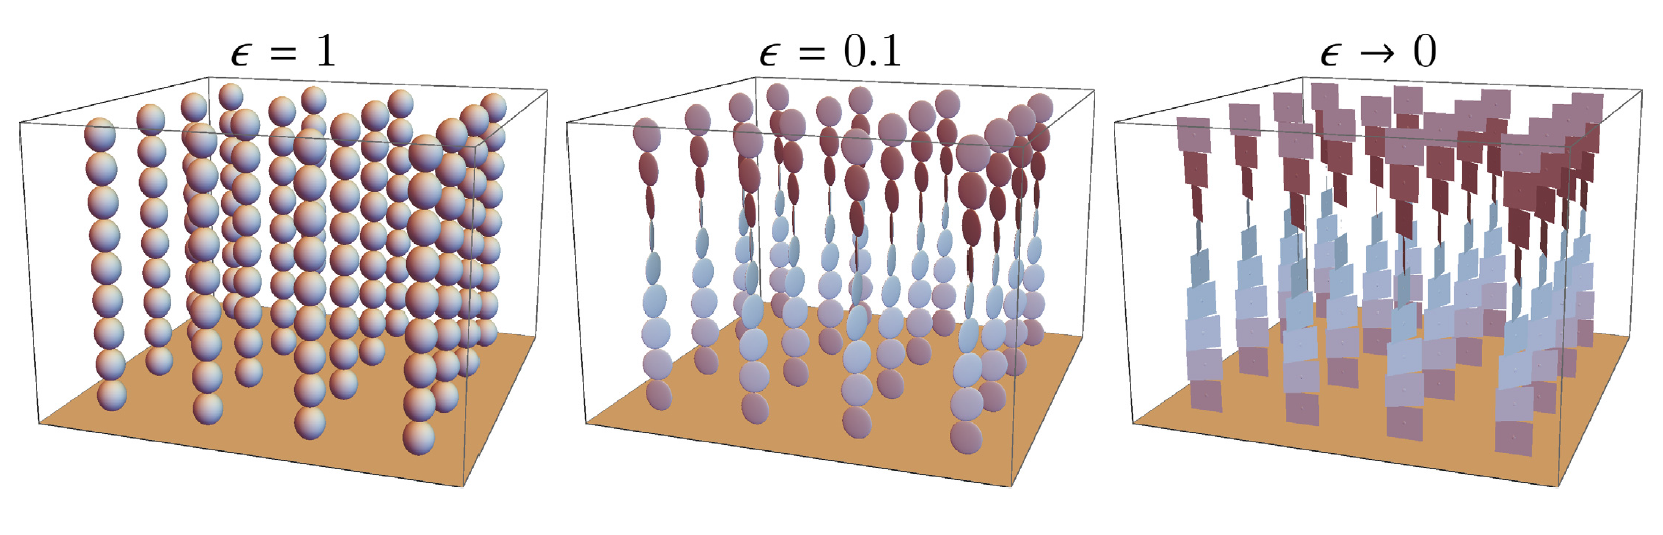 ϵ = 1
ϵ = 0.1
ϵ → 0